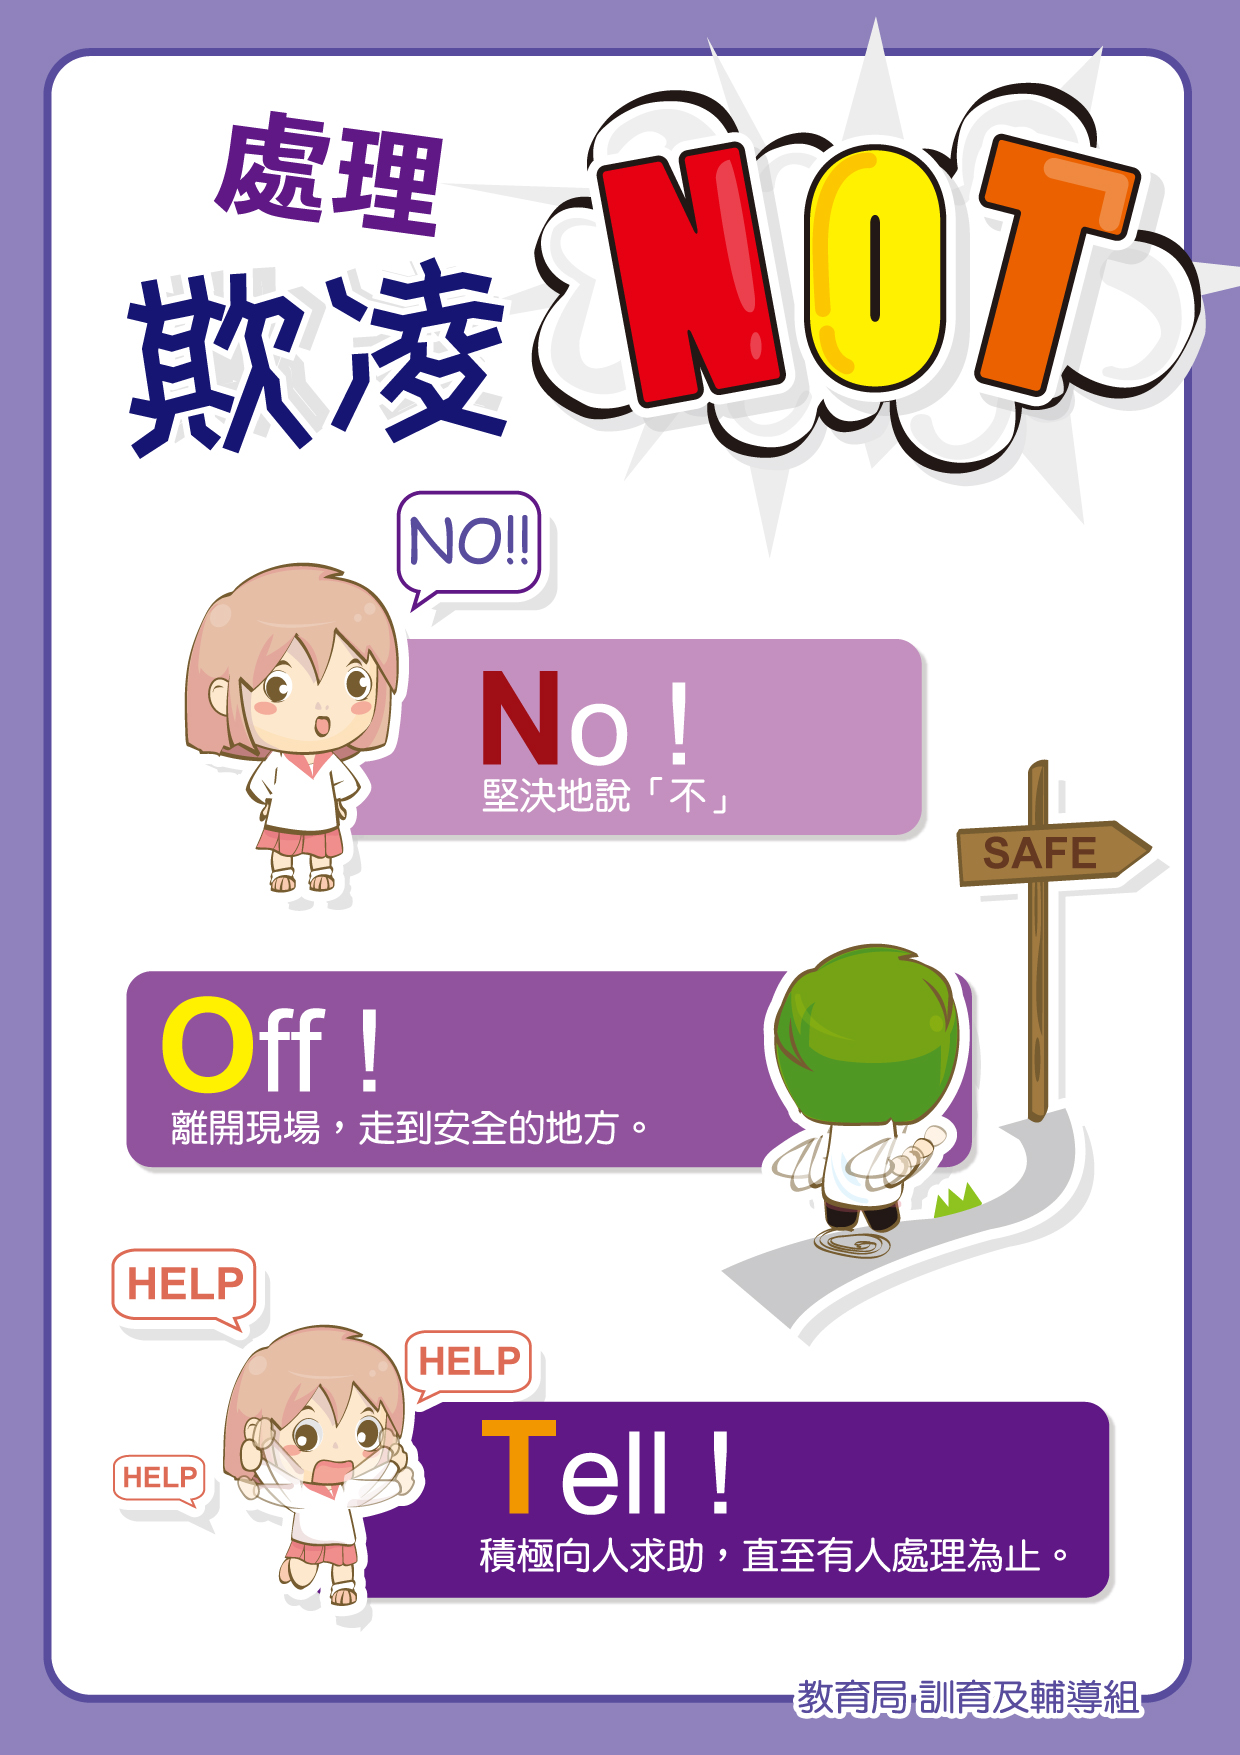 處理
欺凌
NOT
NO!!
No！
堅決地說「不」
SAFE
Off！
離開現場，走到安全的地方。
HELP
HELP
HELP
Tell！
積極向人求助，直至有人處理為止。
教育局 訓育及輔導組